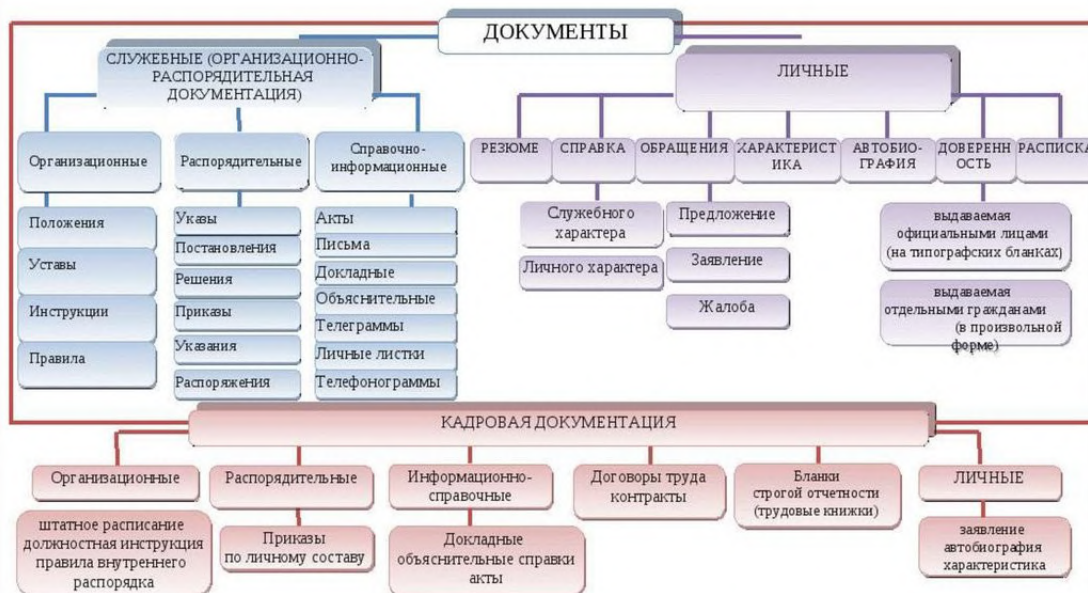 ДОКУМЕНТЫ
СЛУЖЕБНЫЕ (ОРГАНИЗАЦИОННО-
РАСПОРЯДИТЕЛЬНАЯ
ДОКУМЕНТАЦИЯ)
Организационные
Положения
Уставы
Инструкции
Правила
Распорядительные
Указы
Постановления
Решения
Приказы
Указания
Распоряжения
Справочно-
информационные
Акты
Письма
Докладные
Объяснительные
Телеграммы
Личные листки
Телефонограммы
ЛИЧНЫЕ
РЕЗЮМЕ
СПРАВКА
Служебного
характера
Личного характера
ОБРАЩЕНИЯ
Предложение
Заявление
Жалоба
ХАРАКТЕРИСТ
ИКА
АВТОБИО-
ГРАФИЯ
ДОВЕРЕНН
ОСТЬ
выдаваемая
официальными лицами
(на типографских бланках)
выдаваемая
отдельными гражданами
(в произвольной
форме)
РАСПИСКА
КАДРОВАЯ ДОКУМЕНТАЦИЯ
Организационные
штатное расписание
должностная инструкция
правила внутреннего
распорядка
Распорядительные
Приказы
по личному составу
Информационно-
справочные
Докладные
объяснительные справки
акты
Договоры труда
контракты
Бланки
строгой отчетности
(трудовые книжки)
ЛИЧНЫЕ
заявление
автобиография
характеристика